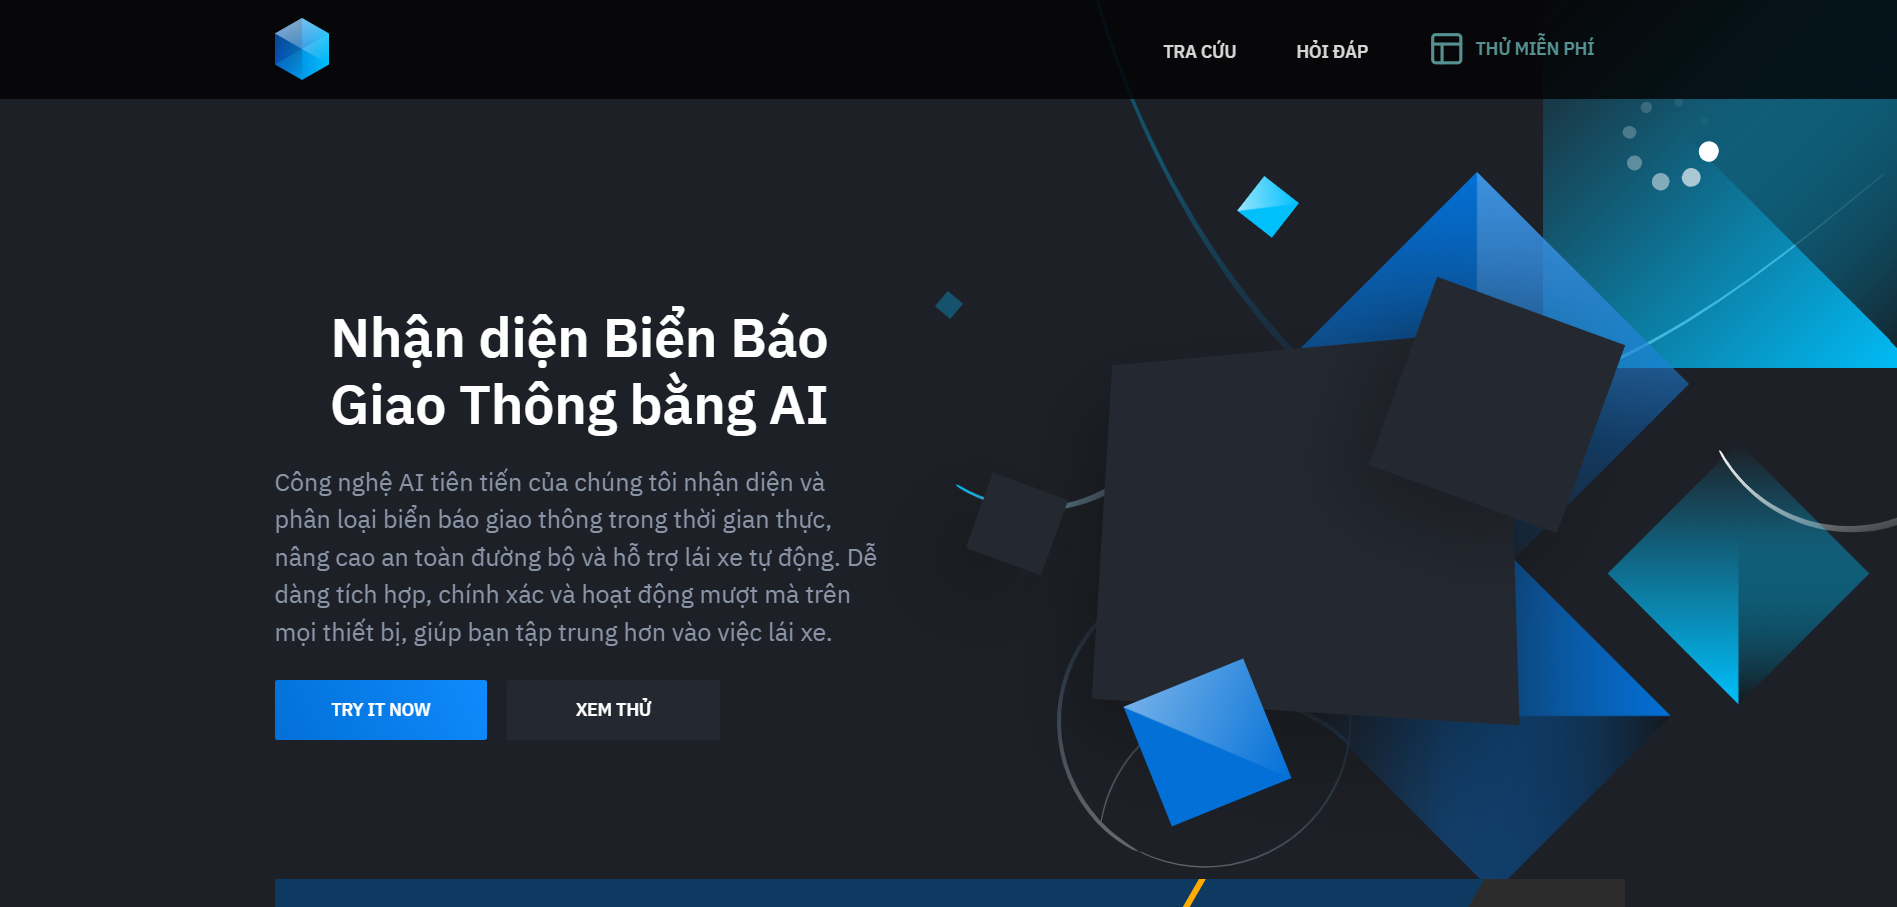 TRA CỨU
HỎI ĐÁP
THỬ MIỄN PHÍ
Nhận diện Biển Báo
Giao Thông bằng AI
Công nghệ AI tiên tiến của chúng tôi nhận diện và
phân loại biển báo giao thông trong thời gian thực,
nâng cao an toàn đường bộ và hỗ trợ lái xe tự động. Dễ
dàng tích hợp, chính xác và hoạt động mượt mà trên
mọi thiết bị, giúp bạn tập trung hơn vào việc lái xe.
TRY IT NOW
XEM THỬ